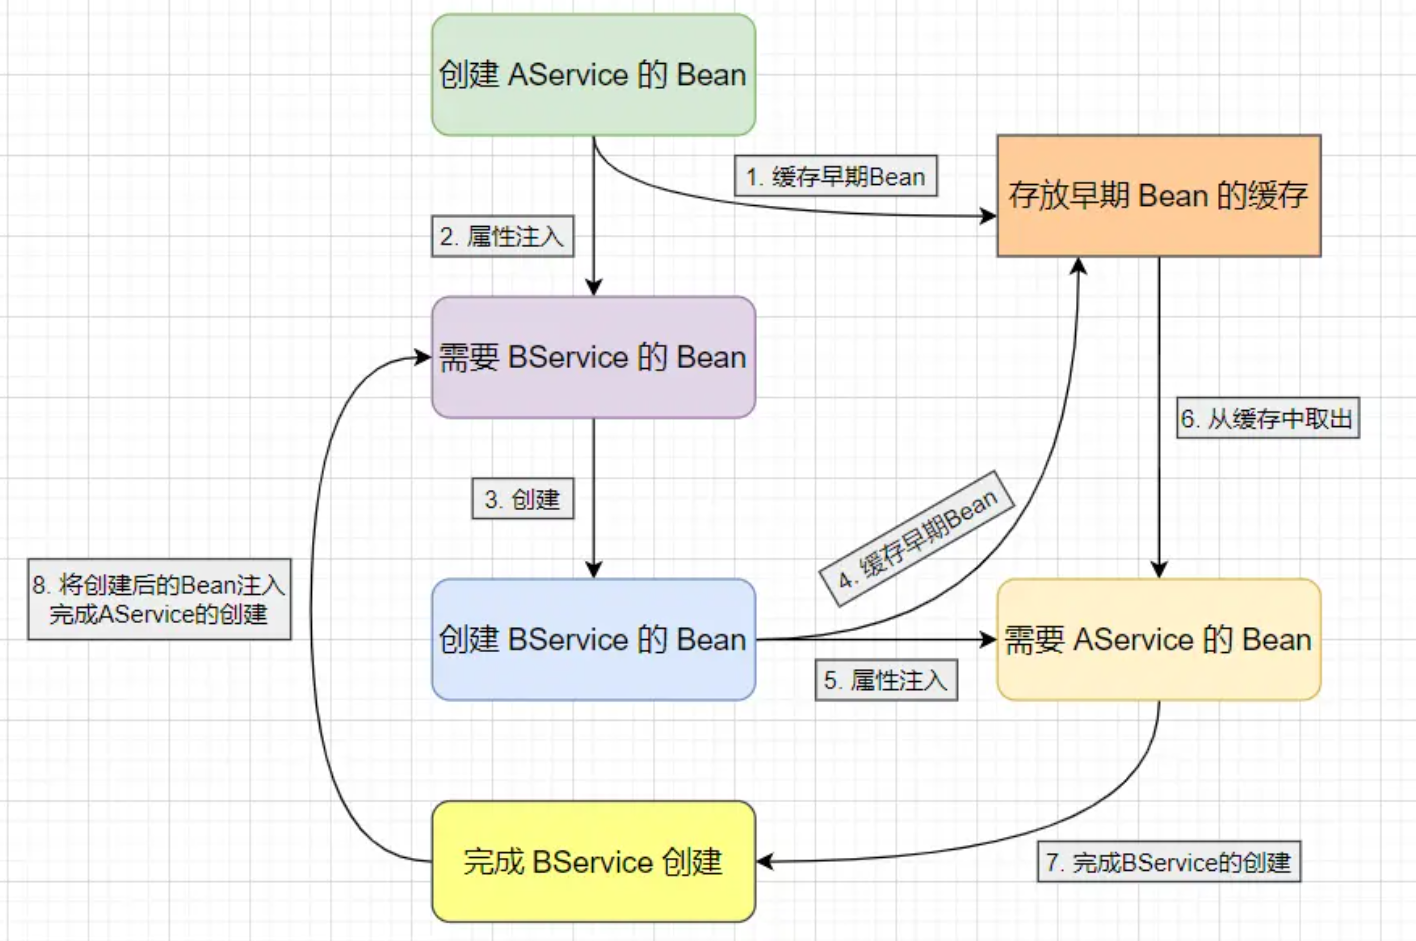 创建 AService 的 Bean
1. 缓存早期Bean
存放早期 Bean 的缓存
2. 属性注入
需要 BService 的 Bean
6. 从缓存中取出
3. 创建
4. 缓存早期Bean
8. 将创建后的Bean注入
完成AService的创建
创建 BService 的 Bean
需要 AService 的 Bean
5. 属性注入
完成 BService 创建
7. 完成BService的创建